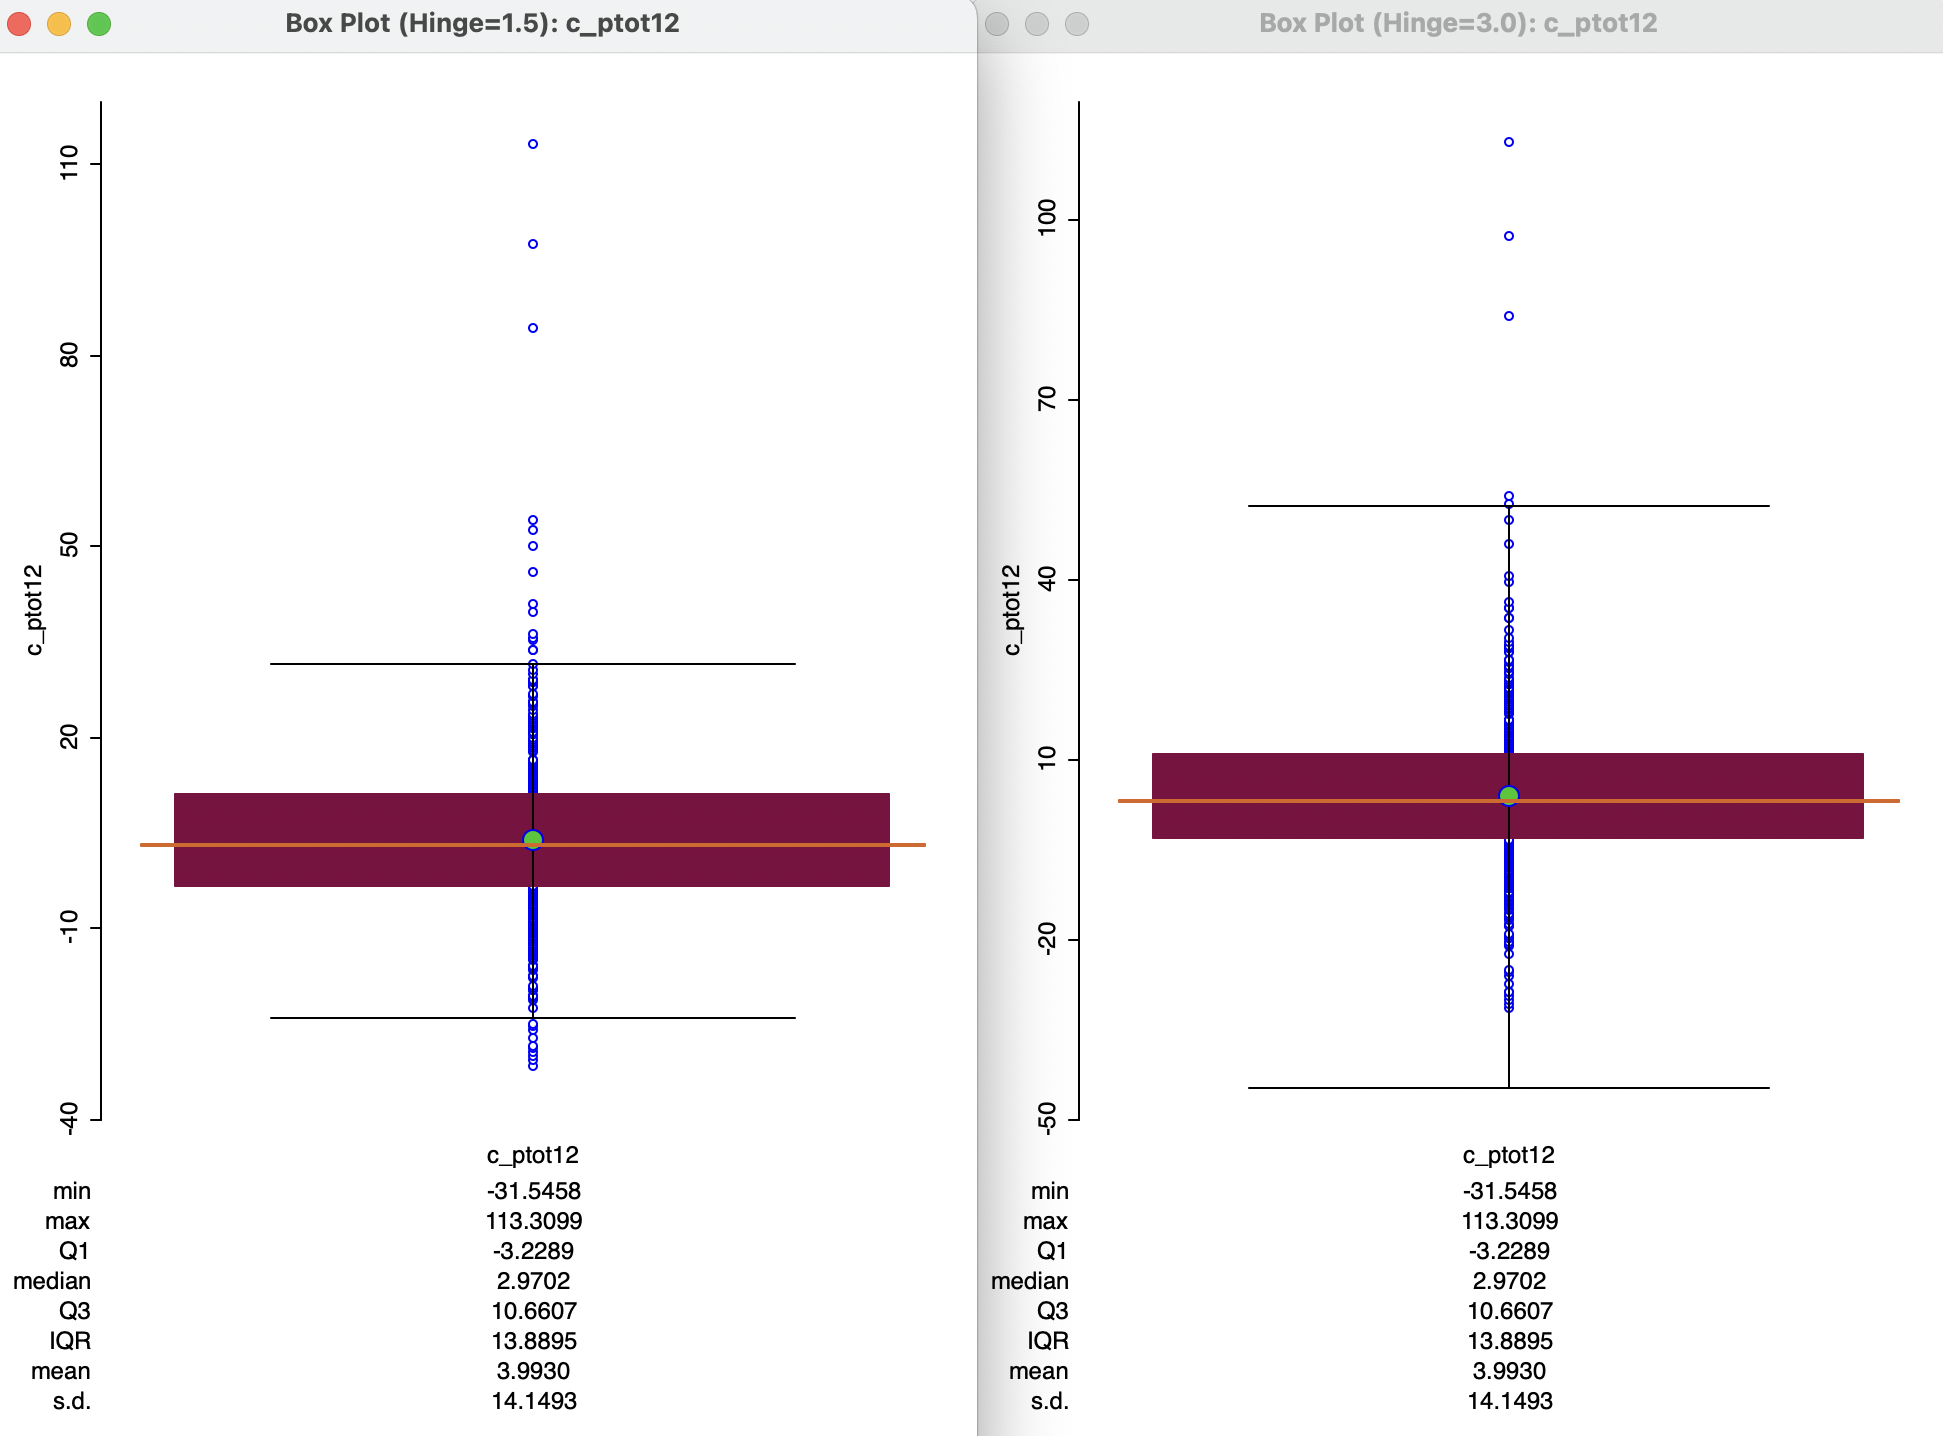 Box Plot (Hinge=1.5): c_ptot12
110
80
50
20
-10
-40
c_ptot12
c_ptot12
min -31.5458
max 113.3099
Q1 -3.2289
median 2.9702
Q3 10.6607
IQR 13.8895
mean 3.9930
s.d. 14.1493
Box Plot (Hinge=3.0): c_ptot12
100
70
40
10
-20
-50
c_ptot12
c_ptot12
min -31.5458
max 113.3099
Q1 -3.2289
median 2.9702
Q3 10.6607
IQR 13.8895
mean 3.9930
s.d. 14.1493